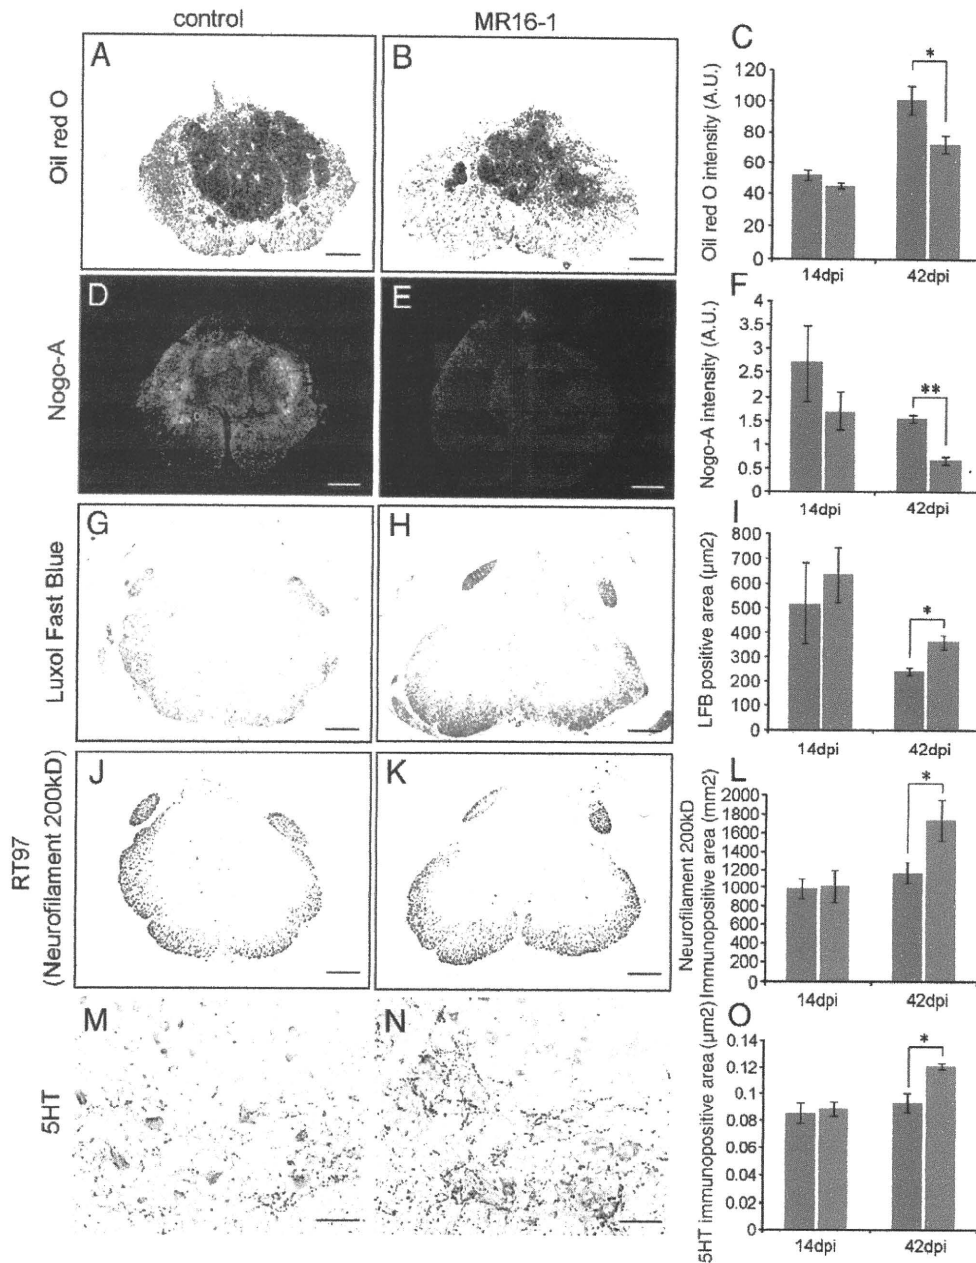 control
MR16-1
Oil red O
A
B
C
Oil red O intensity (A.U.)
120
100
80
60
40
20
0
*
14dpi
42dpi
Nogo-A
D
E
F
Nogo-A intensity (A.U.)
4
3.5
3
2.5
2
1.5
1
0.5
0
**
14dpi
42dpi
Luxol Fast Blue
G
H
I
LFB positive area (µm2)
800
700
600
500
400
300
200
100
0
*
14dpi
42dpi
RT97
(Neurofilament 200kD)
J
K
L
Neurofilament 200kD
Immunopositive area (mm2)
2000
1800
1600
1400
1200
1000
800
600
400
200
0
*
14dpi
42dpi
5HT
M
N
O
5HT immunopositive area (µm2)
0.14
0.12
0.1
0.08
0.06
0.04
0.02
0
*
14dpi
42dpi